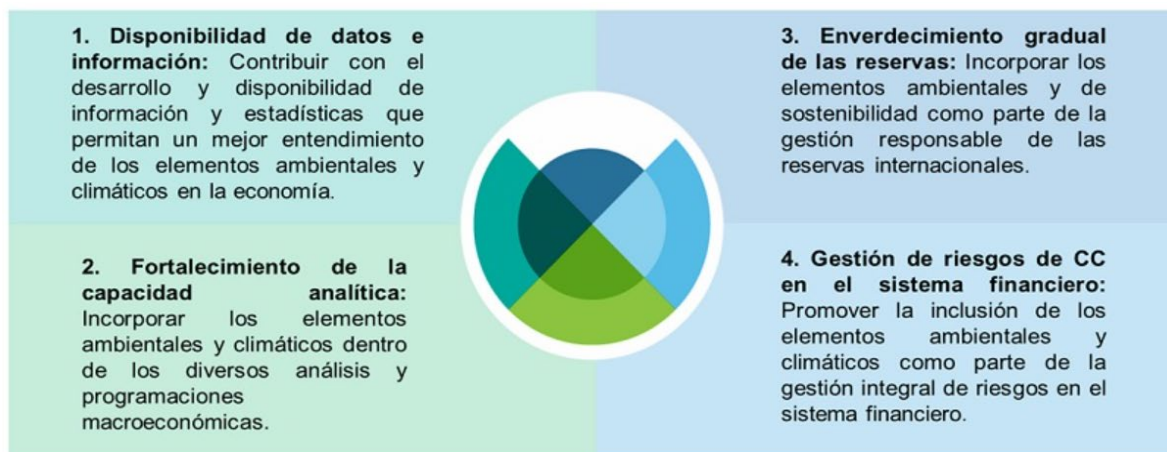 1. Disponibilidad de datos e
información: Contribuir con el
desarrollo y disponibilidad de
información y estadísticas que
permitan un mejor entendimiento
de los elementos ambientales y
climáticos en la economía.
2. Fortalecimiento de la
capacidad analítica:
Incorporar los elementos
ambientales y climáticos dentro
de los diversos análisis y
programaciones
macroeconómicas.
3. Enverdecimiento gradual
de las reservas: Incorporar los
elementos ambientales y de
sostenibilidad como parte de la
gestión responsable de las
reservas internacionales.
4. Gestión de riesgos de CC
en el sistema financiero:
Promover la inclusión de los
elementos ambientales y
climáticos como parte de la
gestión integral de riesgos en el
sistema financiero.